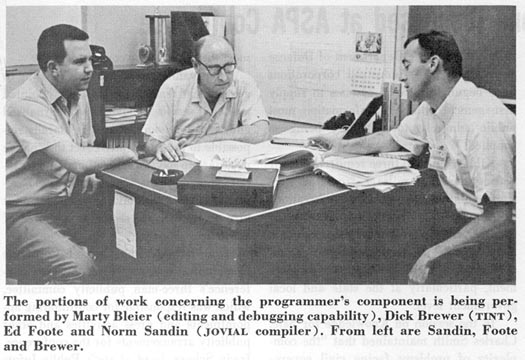 The portions of work concerning the programmer's component is being per-
formed by Marty Bleier (editing and debugging capability), Dick Brewer (TINT),
Ed Foote and Norm Sandin (JOVIAL compiler). From left are Sandin, Foote
and Brewer.